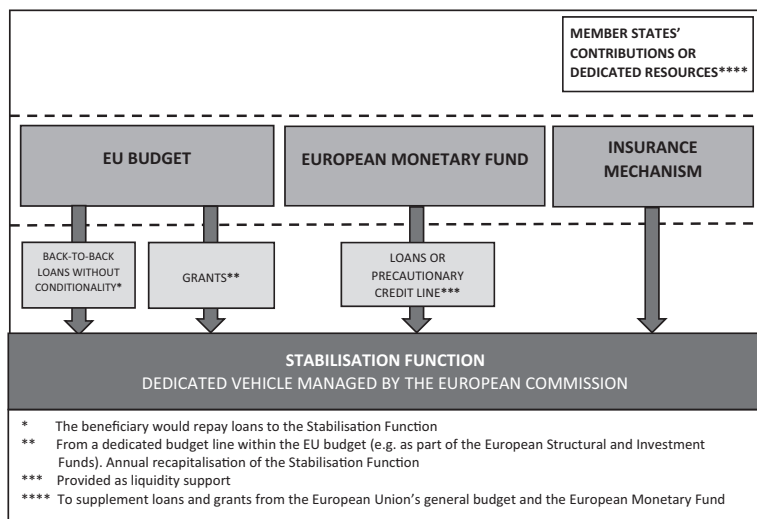 MEMBER STATES’
CONTRIBUTIONS OR
DEDICATED RESOURCES****
EU BUDGET
EUROPEAN MONETARY FUND
INSURANCE
MECHANISM
BACK-TO-BACK
LOANS WITHOUT
CONDITIONALITY*
GRANTS**
LOANS OR
PRECAUTIONARY
CREDIT LINE***
STABILISATION FUNCTION
DEDICATED VEHICLE MANAGED BY THE EUROPEAN COMMISSION
* The beneficiary would repay loans to the Stabilisation Function
** From a dedicated budget line within the EU budget (e.g. as part of the European Structural and Investment
Funds). Annual recapitalisation of the Stabilisation Function
*** Provided as liquidity support
**** To supplement loans and grants from the European Union’s general budget and the European Monetary Fund